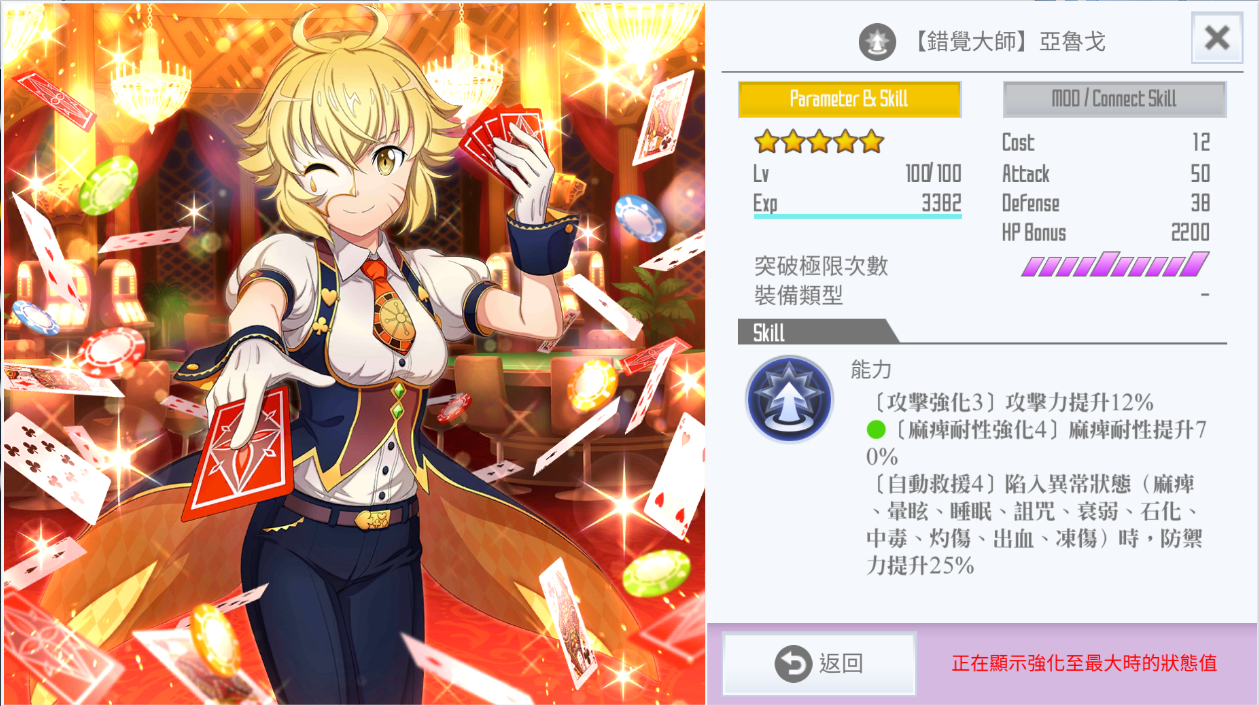 【錯覺大師】亞魯戈
Parameter & Skill
MOD / Connect Skill
Lv 100/100
Exp 3382
Cost 12
Attack 50
Defense 38
HP Bonus 2200
突破極限次數
裝備類型 -
Skill
能力
〔攻擊強化3〕攻擊力提升12%
〔麻痺耐性強化4〕麻痺耐性提升7
0%
〔自動救援4〕陷入異常狀態（麻痺
、暈眩、睡眠、詛咒、衰弱、石化、
中毒、灼傷、出血、凍傷）時，防禦
力提升25%
返回
正在顯示強化至最大時的狀態值